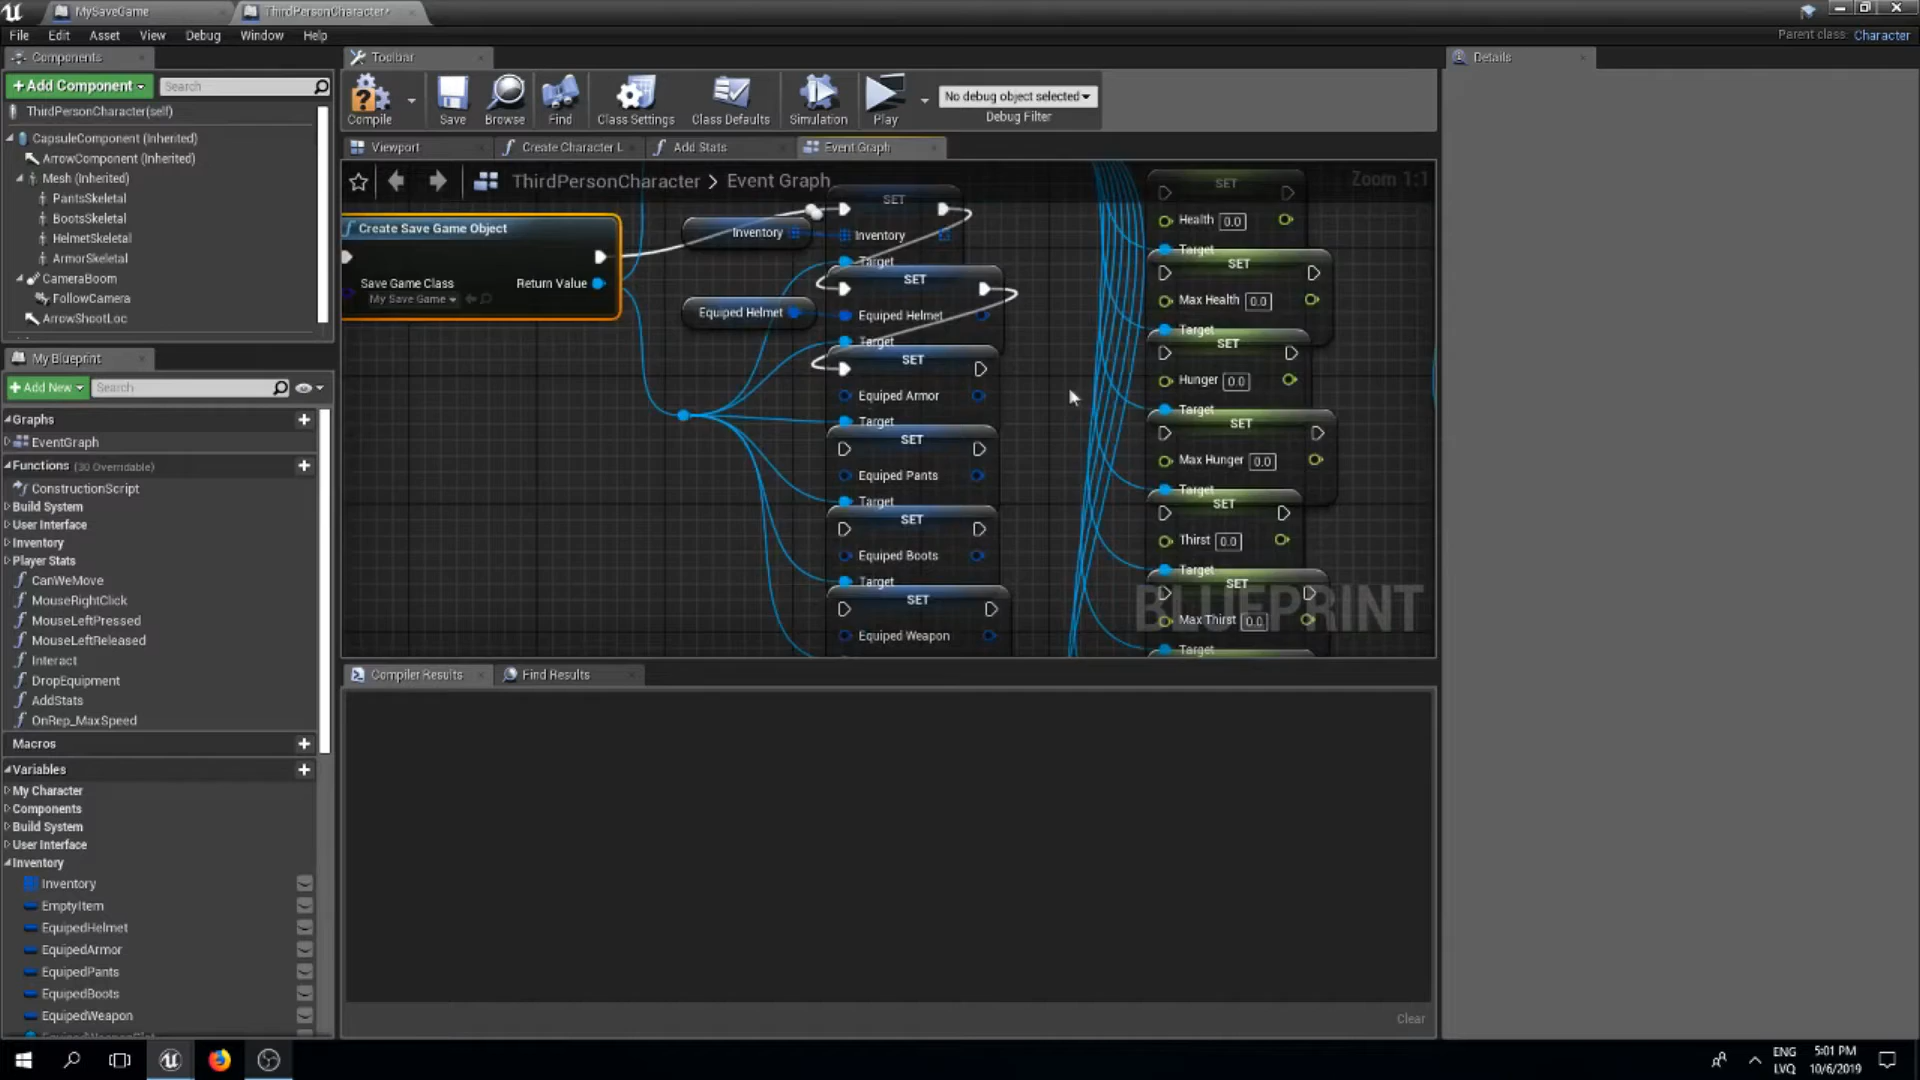 MySaveGame
ThirdPersonCharacter*
File Edit Asset View Debug Window Help
Parent class: Character
Components
+Add Component
Search
ThirdPersonCharacter(self)
CapsuleComponent (Inherited)
ArrowComponent (Inherited)
Mesh (Inherited)
PantsSkeletal
BootsSkeletal
HelmetSkeletal
ArmorSkeletal
CameraBoom
FollowCamera
ArrowShootLoc
My Blueprint
+Add New
Search
Graphs
EventGraph
Functions (30 Overridable)
ConstructionScript
Build System
User Interface
Inventory
Player Stats
CanWeMove
MouseRightClick
MouseLeftPressed
MouseLeftReleased
Interact
DropEquipment
AddStats
OnRep_MaxSpeed
Macros
Variables
My Character
Components
Build System
User Interface
Inventory
Inventory
EmptyItem
EquipedHelmet
EquipedArmor
EquipedPants
EquipedBoots
EquipedWeapon
Toolbar
Compile
Save
Browse
Find
Class Settings
Class Defaults
Simulation
Play
No debug object selected
Debug Filter
Viewport
Create Character L
Add Stats
Event Graph
ThirdPersonCharacter > Event Graph
Zoom 1:1
Create Save Game Object
Save Game Class
My Save Game
Return Value
Inventory
Equiped Helmet
SET
Inventory
Target
SET
Equiped Helmet
Target
SET
Equiped Armor
Target
SET
Equiped Pants
Target
SET
Equiped Boots
Target
SET
Equiped Weapon
SET
Health 0.0
Target
SET
Max Health 0.0
Target
SET
Hunger 0.0
Target
SET
Max Hunger 0.0
Target
SET
Thirst 0.0
Target
SET
Max Thirst 0.0
Target
BLUEPRINT
Compiler Results
Find Results
Clear
Details
ENG
LVQ
5:01 PM
10/6/2019